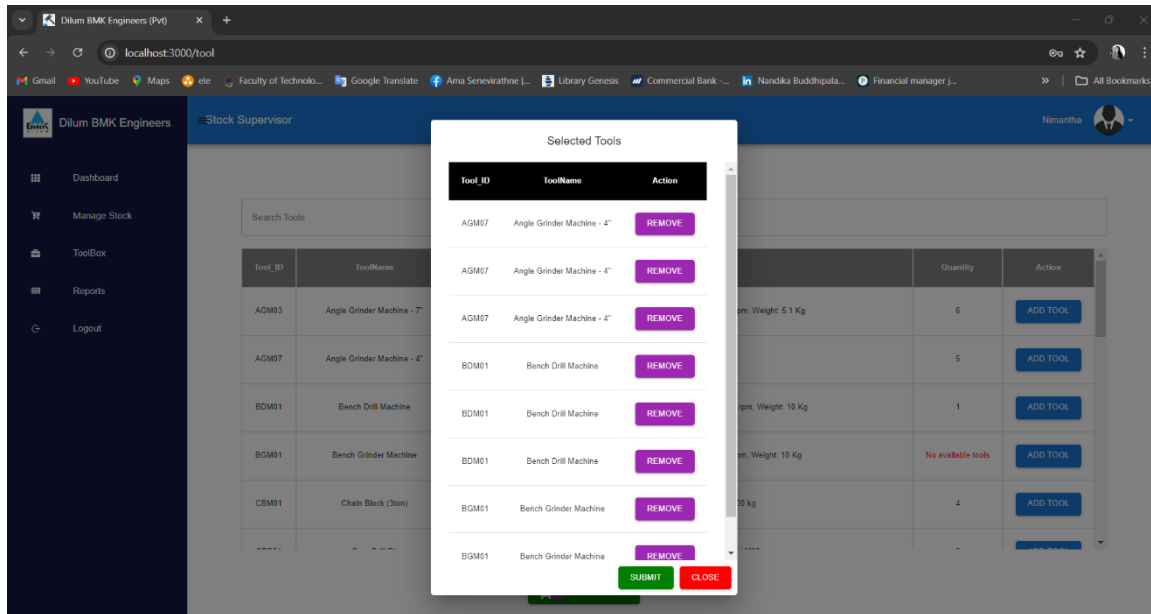 Dilum BMK Engineers (Pvt)
localhost:3000/tool
Gmail YouTube Maps ele Faculty of Technolo... Google Translate Ama Senevirathne |... Library Genesis Commercial Bank -... Nandika Buddhipala... Financial manager j... » All Bookmarks
Dilum BMK Engineers
Stock Supervisor
Nimantha
Dashboard
Manage Stock
ToolBox
Reports
Logout
Search Tools
Tool_ID ToolName Quantity Action
AGM03 Angle Grinder Machine - 7" pm, Weight: 5.1 Kg 6 ADD TOOL
AGM07 Angle Grinder Machine - 4" 5 ADD TOOL
BDM01 Bench Drill Machine rpm, Weight: 10 Kg 1 ADD TOOL
BGM01 Bench Grinder Machine pm, Weight: 10 Kg No available tools ADD TOOL
CBM01 Chain Block (3ton) kg 4 ADD TOOL
Selected Tools
Tool_ID ToolName Action
AGM07 Angle Grinder Machine - 4" REMOVE
AGM07 Angle Grinder Machine - 4" REMOVE
AGM07 Angle Grinder Machine - 4" REMOVE
BDM01 Bench Drill Machine REMOVE
BDM01 Bench Drill Machine REMOVE
BDM01 Bench Drill Machine REMOVE
BGM01 Bench Grinder Machine REMOVE
BGM01 Bench Grinder Machine REMOVE
SUBMIT CLOSE